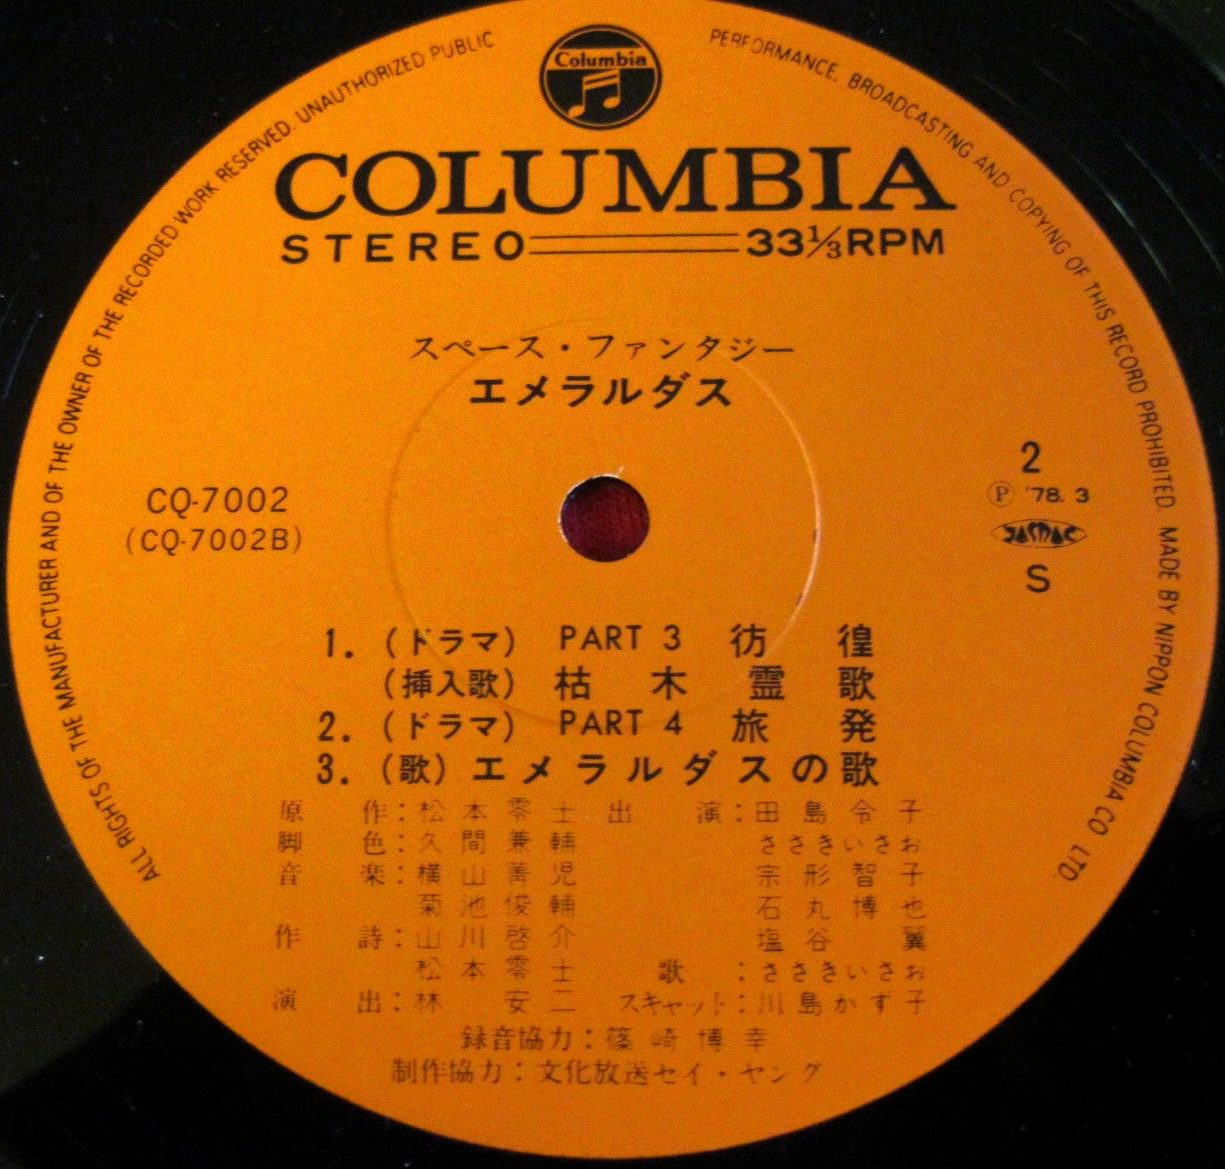 ALL RIGHTS OF THE MANUFACTURER AND OF THE OWNER OF THE RECORDED WORK RESERVED. UNAUTHORIZED PUBLIC PERFORMANCE, BROADCASTING AND COPYING OF THIS RECORD PROHIBITED. MADE BY NIPPON COLUMBIA CO. LTD.
Columbia
COLUMBIA
STEREO 33⅓RPM
スペース・ファンタジー
エメラルダス
CQ-7002
(CQ-7002B)
2
Ⓟ '78.3
JASRAC
S
1. (ドラマ) PART 3 彷徨
(挿入歌) 枯木霊歌
2. (ドラマ) PART 4 旅発
3. (歌) エメラルダスの歌
原作:松本零士 出演:田島令子
脚色:久間兼輔 ささきいさお
音楽:横山菁児 宗形智子
菊池俊輔 石丸博也
作詩:山川啓介 塩谷翼
松本零士 歌:ささきいさお
演出:林安二 スキャット:川島かず子
録音協力:篠崎博幸
制作協力:文化放送セイ・ヤング